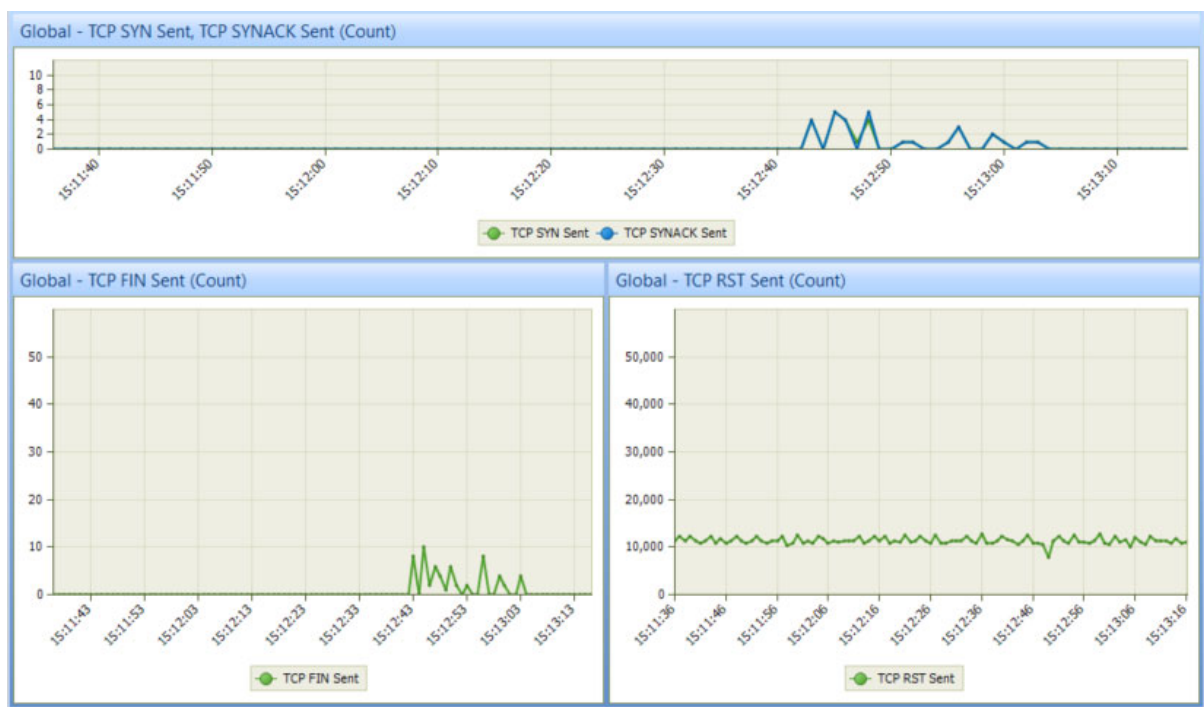 Global - TCP SYN Sent, TCP SYNACK Sent (Count)
10
8
6
4
2
0
15:11:40 15:11:50 15:12:00 15:12:10 15:12:20 15:12:30 15:12:40 15:12:50 15:13:00 15:13:10
TCP SYN Sent TCP SYNACK Sent
Global - TCP FIN Sent (Count)
50
40
30
20
10
0
15:11:43 15:11:53 15:12:03 15:12:13 15:12:23 15:12:33 15:12:43 15:12:53 15:13:03 15:13:13
TCP FIN Sent
Global - TCP RST Sent (Count)
50,000
40,000
30,000
20,000
10,000
0
15:11:36 15:11:46 15:11:56 15:12:06 15:12:16 15:12:26 15:12:36 15:12:46 15:12:56 15:13:06 15:13:16
TCP RST Sent